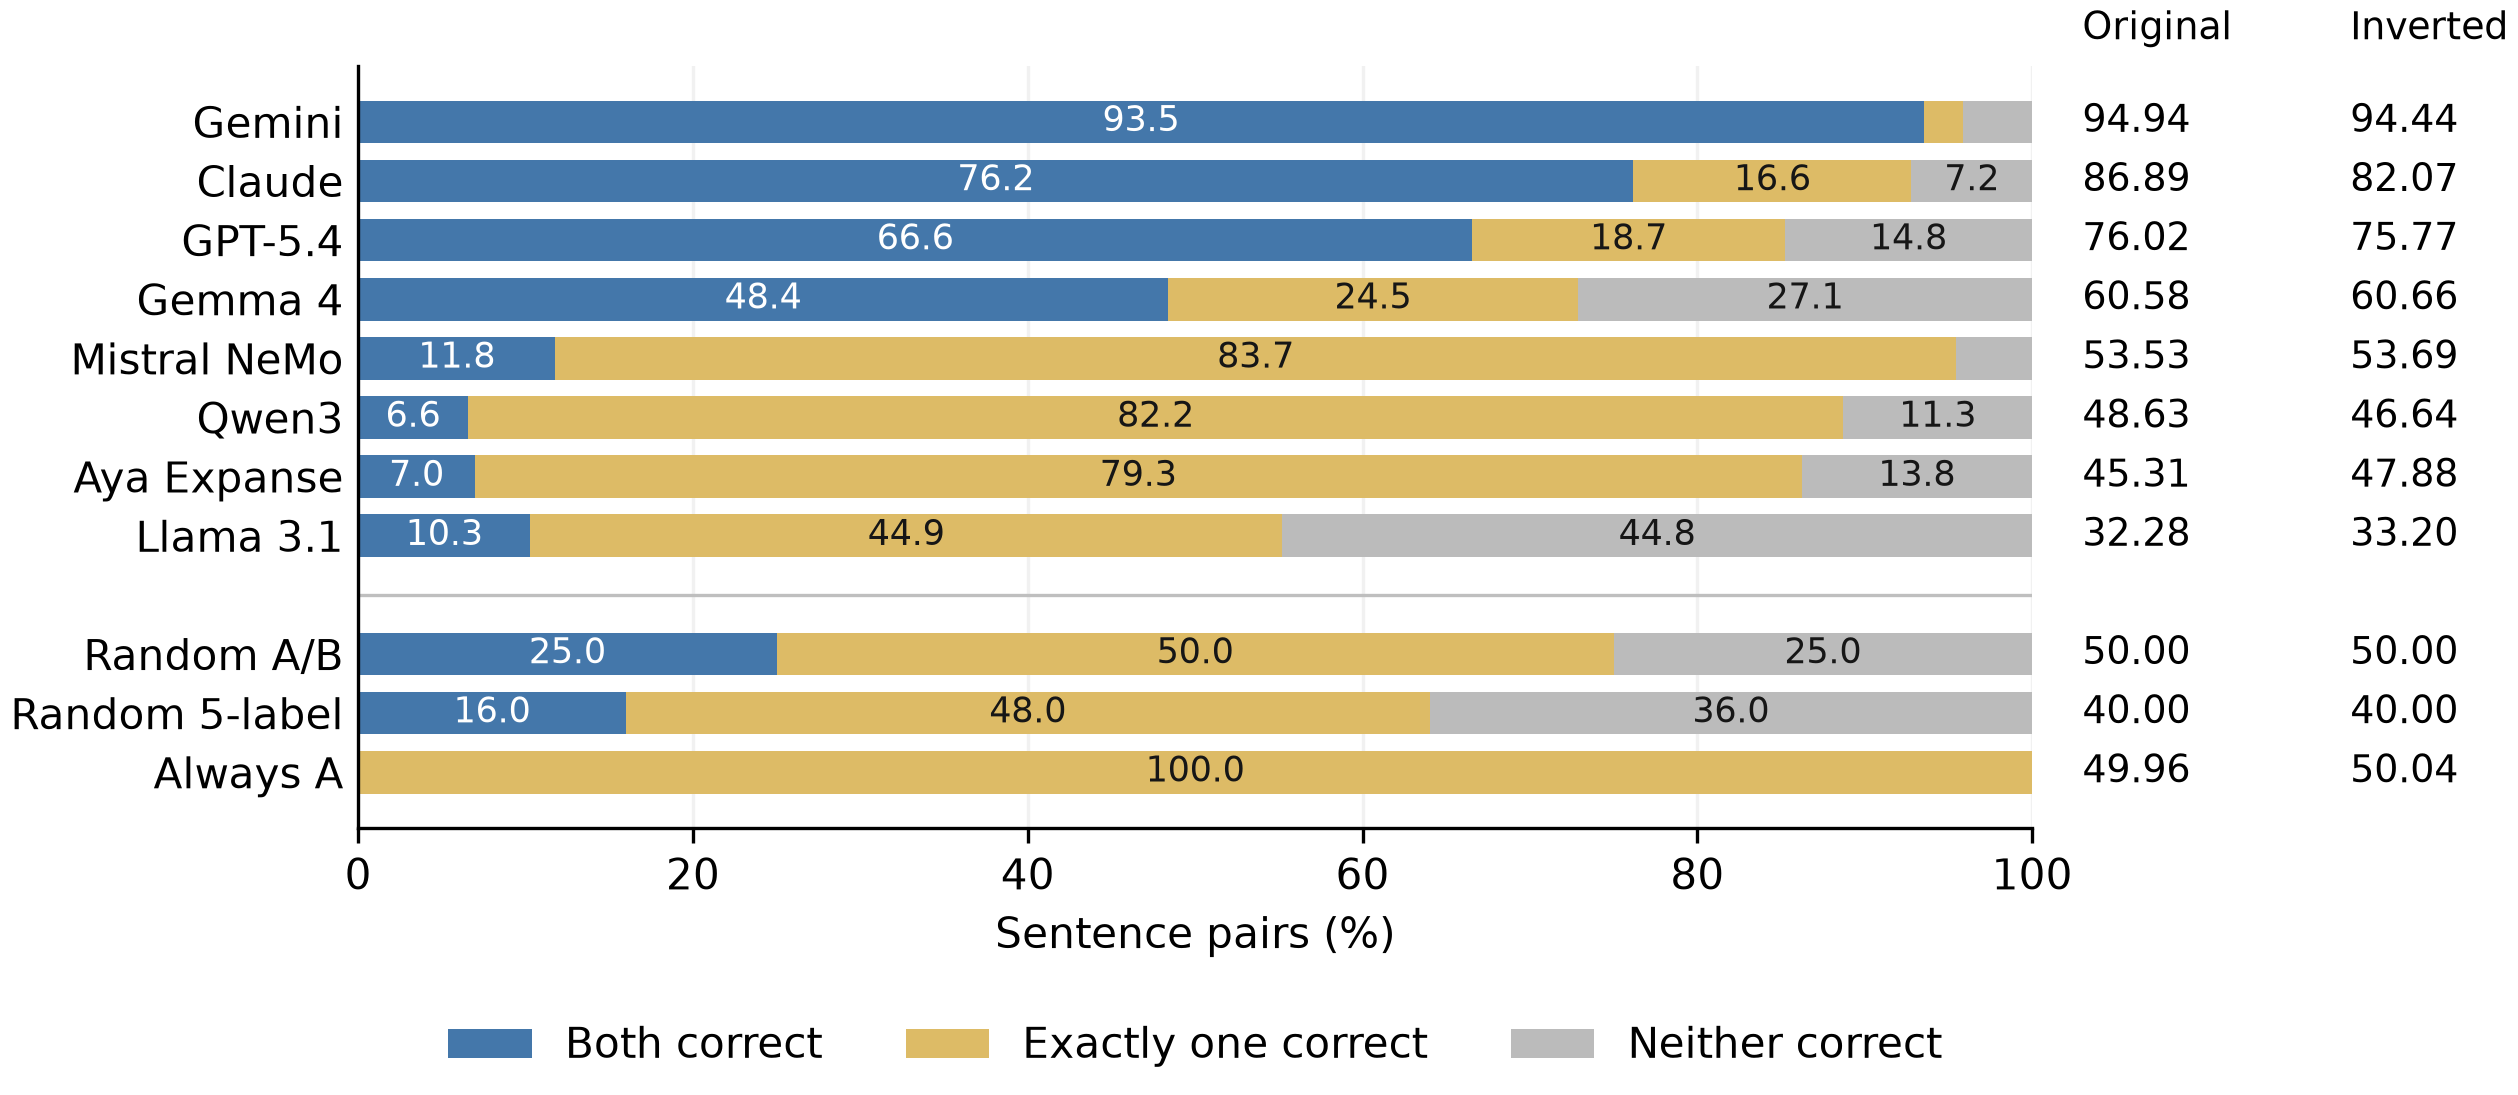 Original Inverted
Gemini 93.5 94.94 94.44
Claude 76.2 16.6 7.2 86.89 82.07
GPT-5.4 66.6 18.7 14.8 76.02 75.77
Gemma 4 48.4 24.5 27.1 60.58 60.66
Mistral NeMo 11.8 83.7 53.53 53.69
Qwen3 6.6 82.2 11.3 48.63 46.64
Aya Expanse 7.0 79.3 13.8 45.31 47.88
Llama 3.1 10.3 44.9 44.8 32.28 33.20
Random A/B 25.0 50.0 25.0 50.00 50.00
Random 5-label 16.0 48.0 36.0 40.00 40.00
Always A 100.0 49.96 50.04
0 20 40 60 80 100
Sentence pairs (%)
Both correct Exactly one correct Neither correct